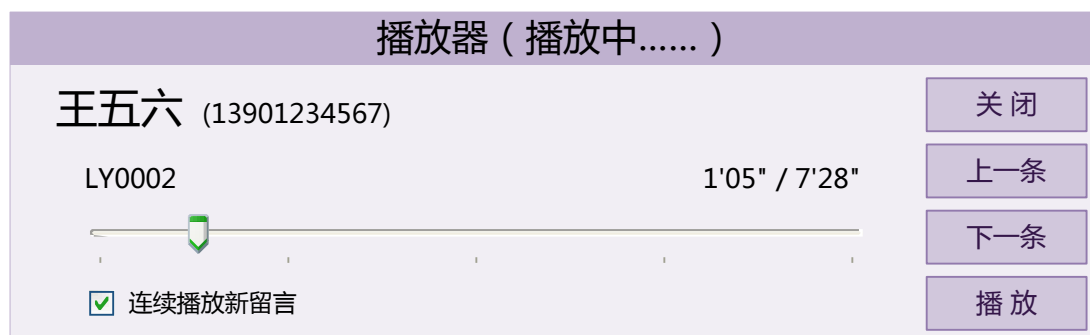 播放器（播放中......）
王五六 (13901234567)
关 闭
LY0002 1'05" / 7'28"
上一条
下一条
连续播放新留言
播 放